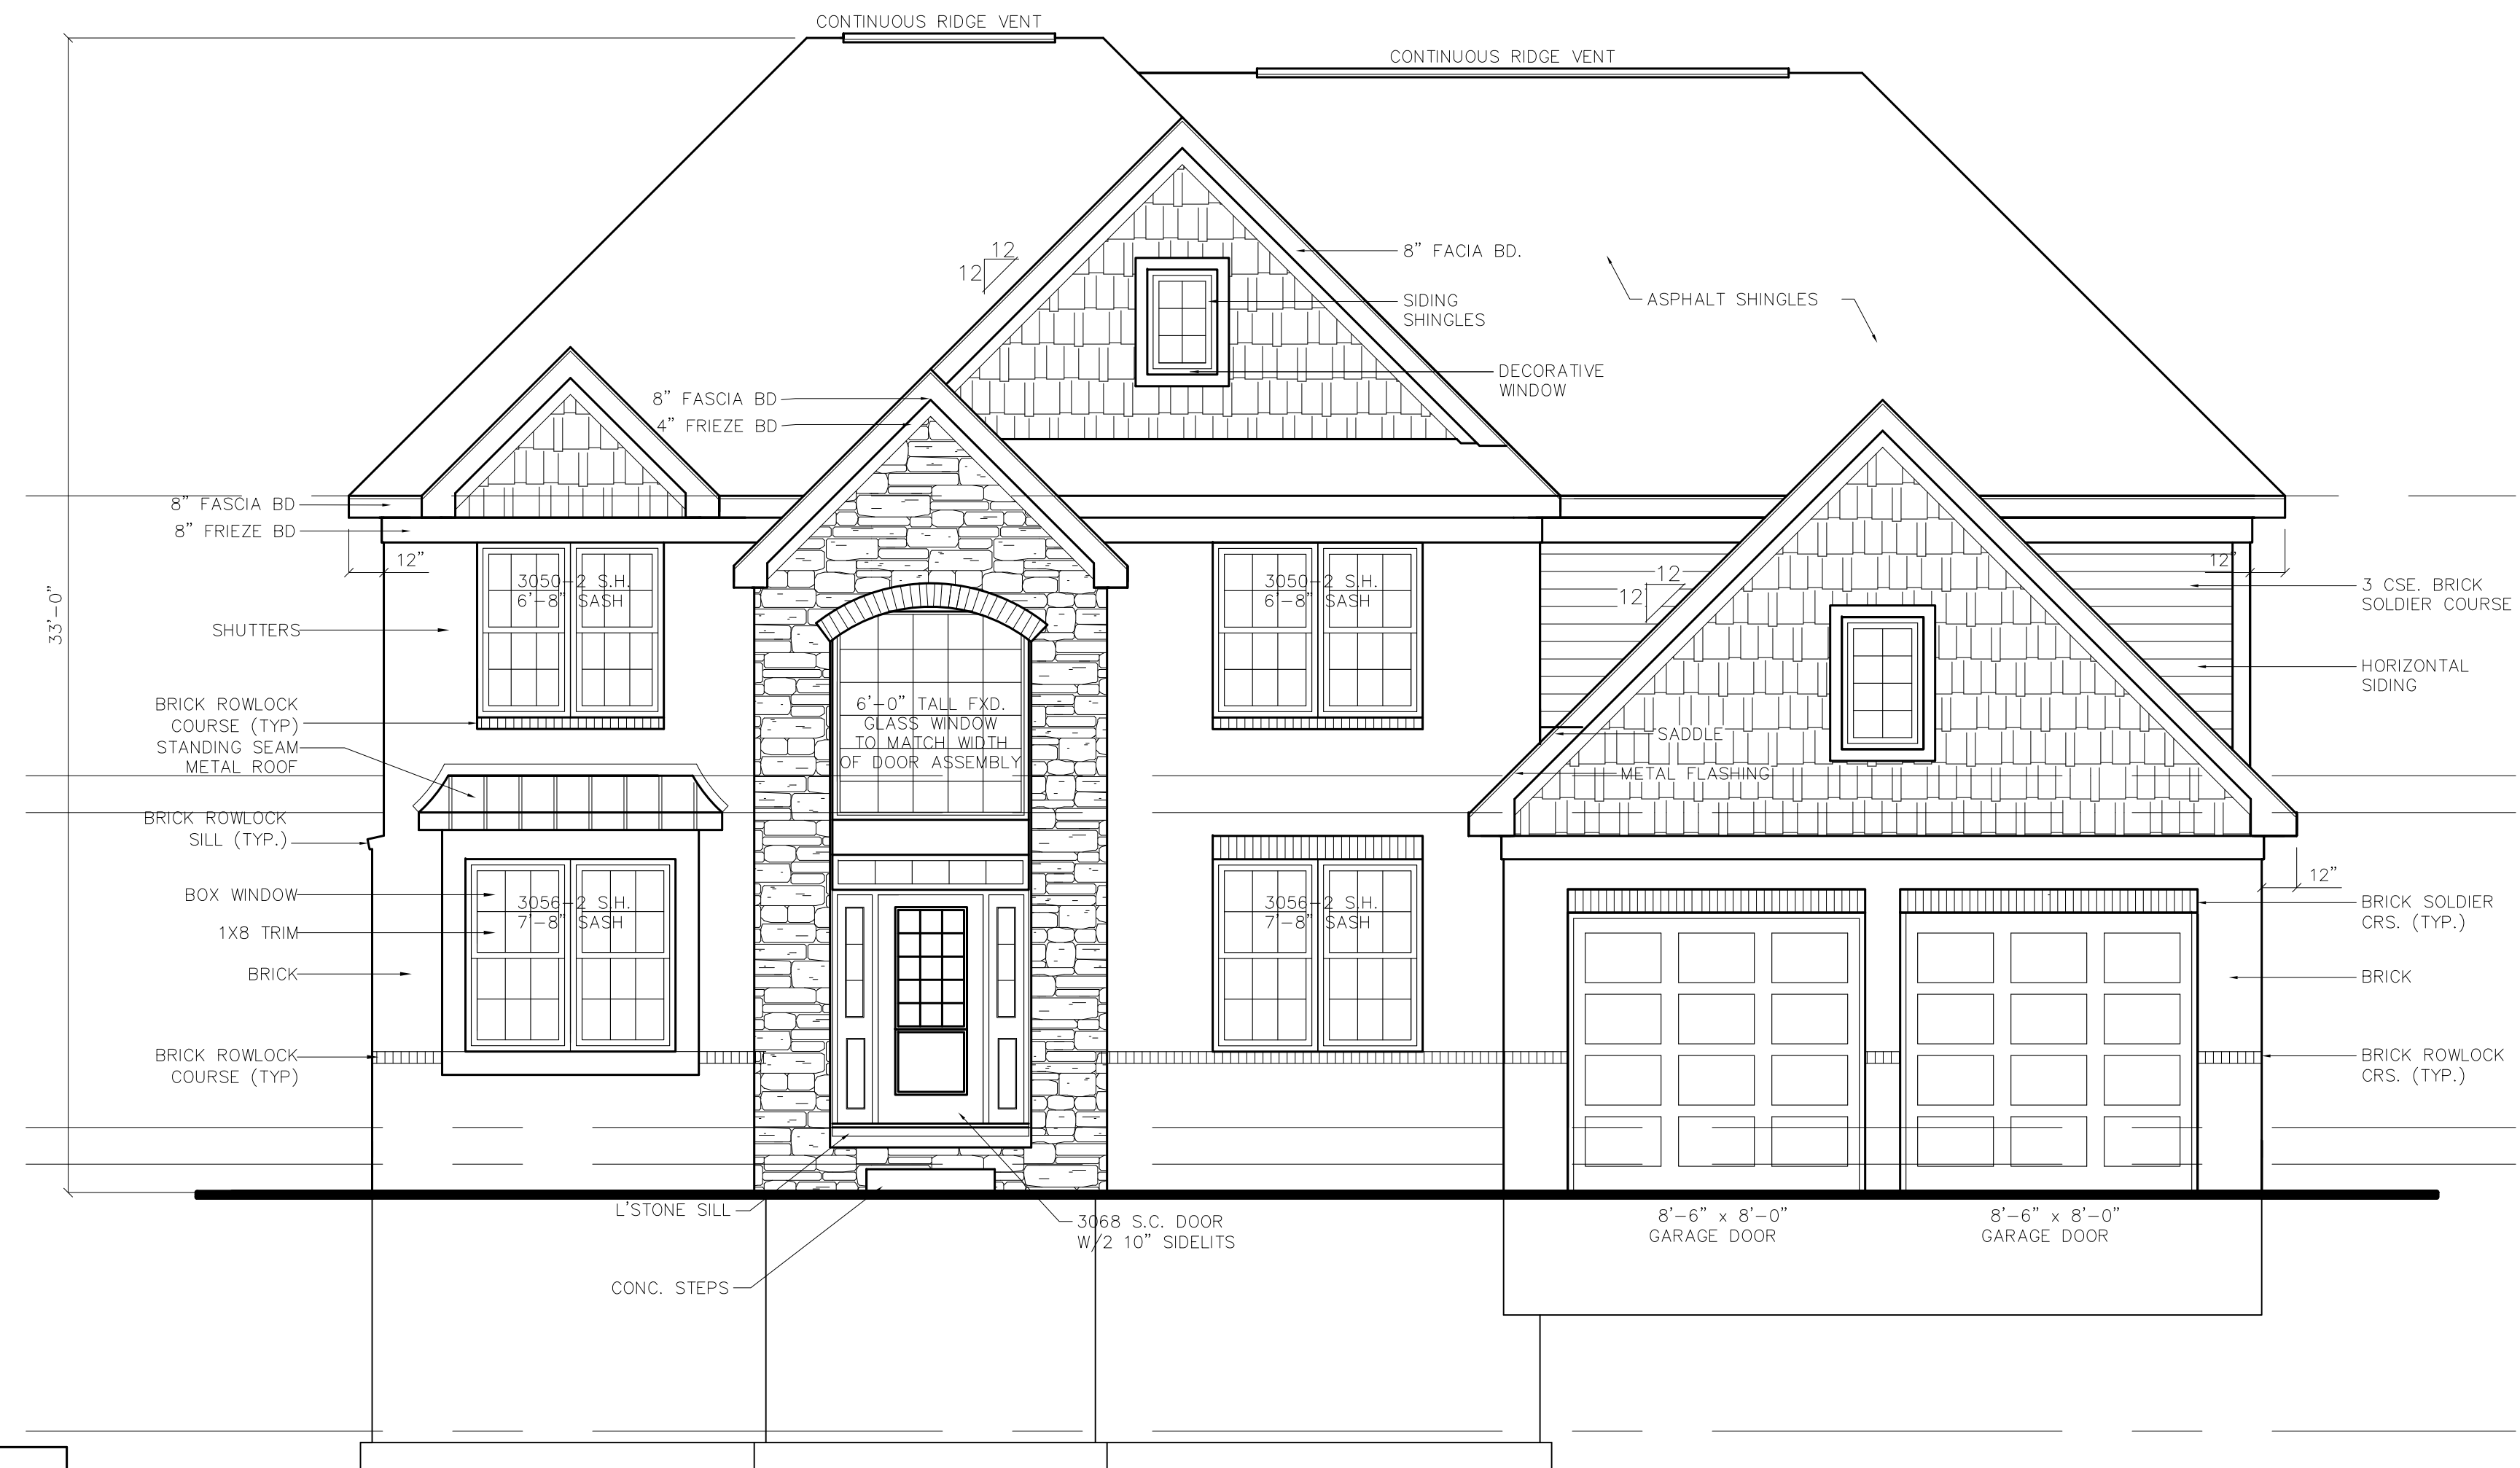 CONTINUOUS RIDGE VENT
CONTINUOUS RIDGE VENT
12
12
8" FACIA BD.
SIDING
SHINGLES
ASPHALT SHINGLES
DECORATIVE
WINDOW
8" FASCIA BD
4" FRIEZE BD
8" FASCIA BD
8" FRIEZE BD
12"
33'-0"
3050-2 S.H.
6'-8" SASH
3050-2 S.H.
6'-8" SASH
12
12
12"
3 CSE. BRICK
SOLDIER COURSE
SHUTTERS
HORIZONTAL
SIDING
BRICK ROWLOCK
COURSE (TYP)
STANDING SEAM
METAL ROOF
6'-0" TALL FXD.
GLASS WINDOW
TO MATCH WIDTH
OF DOOR ASSEMBLY
SADDLE
METAL FLASHING
BRICK ROWLOCK
SILL (TYP.)
12"
BOX WINDOW
1X8 TRIM
BRICK
3056-2 S.H.
7'-8" SASH
3056-2 S.H.
7'-8" SASH
BRICK SOLDIER
CRS. (TYP.)
BRICK
BRICK ROWLOCK
COURSE (TYP)
BRICK ROWLOCK
CRS. (TYP.)
L'STONE SILL
3068 S.C. DOOR
W/2 10" SIDELITS
8'-6" x 8'-0"
GARAGE DOOR
8'-6" x 8'-0"
GARAGE DOOR
CONC. STEPS